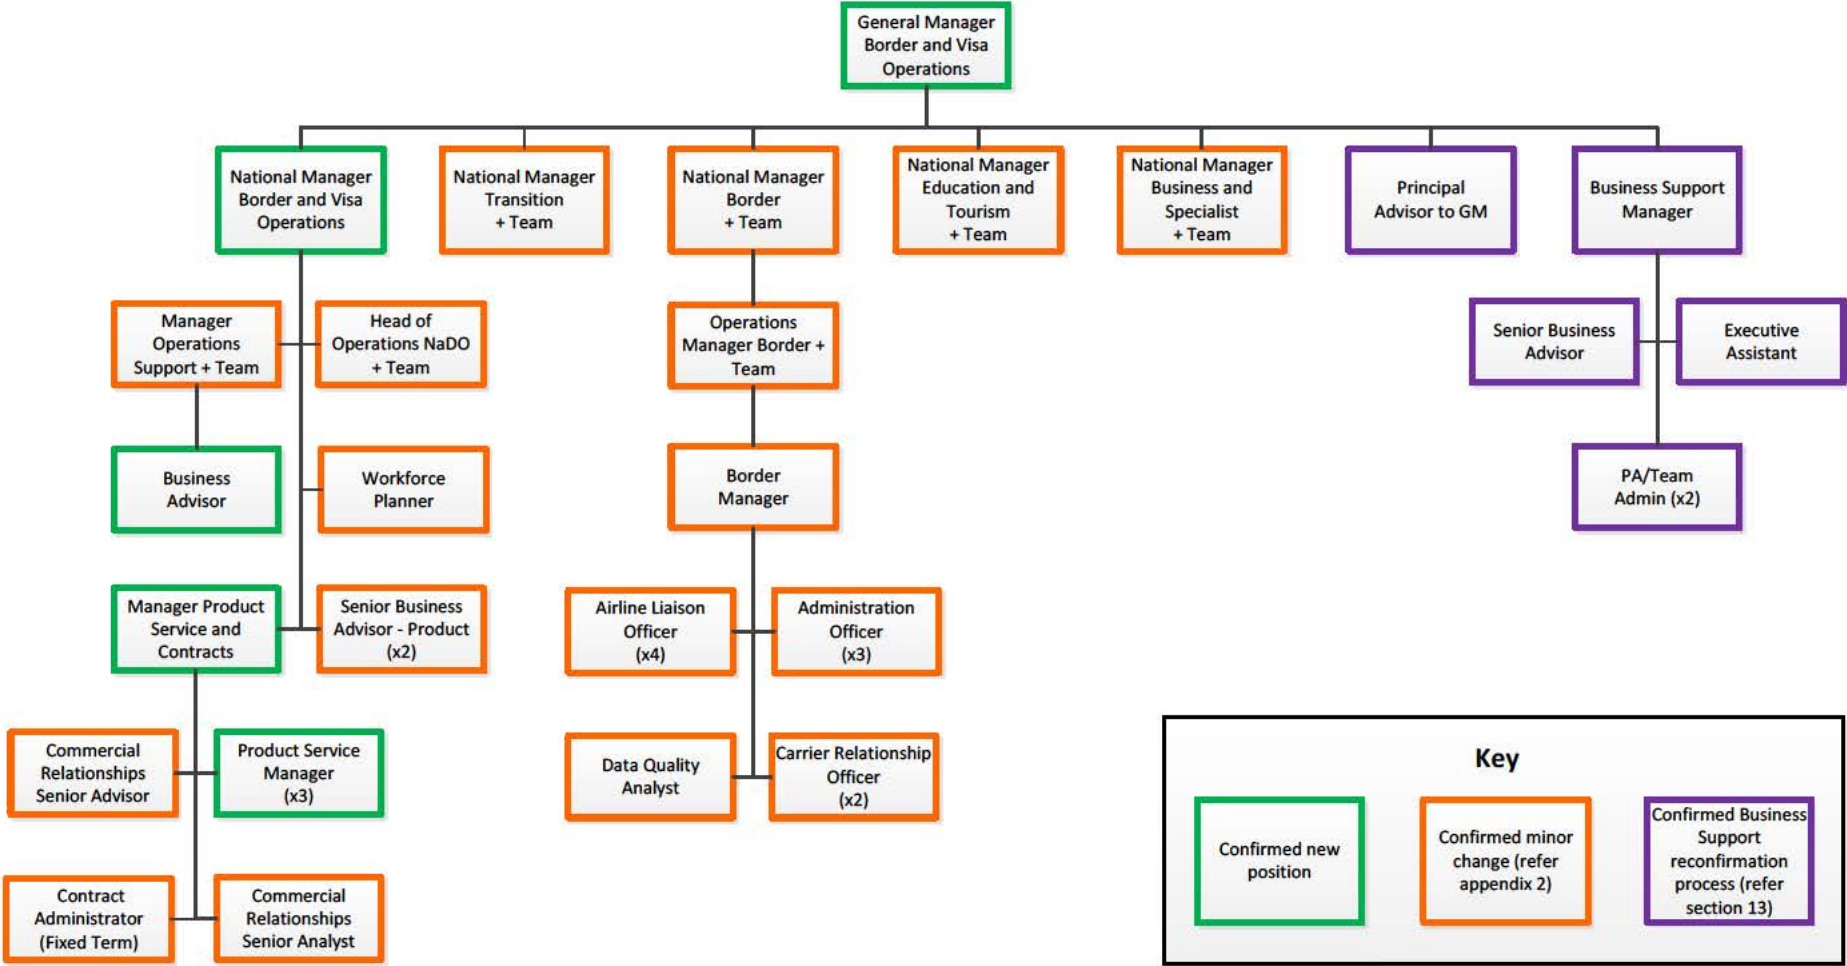 General Manager
Border and Visa
Operations
National Manager
Border and Visa
Operations
National Manager
Transition
+ Team
National Manager
Border
+ Team
National Manager
Education and
Tourism
+ Team
National Manager
Business and
Specialist
+ Team
Principal
Advisor to GM
Business Support
Manager
Manager
Operations
Support + Team
Head of
Operations NaDO
+ Team
Operations
Manager Border +
Team
Senior Business
Advisor
Executive
Assistant
Business
Advisor
Workforce
Planner
Border
Manager
PA/Team
Admin (x2)
Manager Product
Service and
Contracts
Senior Business
Advisor - Product
(x2)
Airline Liaison
Officer
(x4)
Administration
Officer
(x3)
Commercial
Relationships
Senior Advisor
Product Service
Manager
(x3)
Data Quality
Analyst
Carrier Relationship
Officer
(x2)
Contract
Administrator
(Fixed Term)
Commercial
Relationships
Senior Analyst
Key
Confirmed new
position
Confirmed minor
change (refer
appendix 2)
Confirmed Business
Support
reconfirmation
process (refer
section 13)